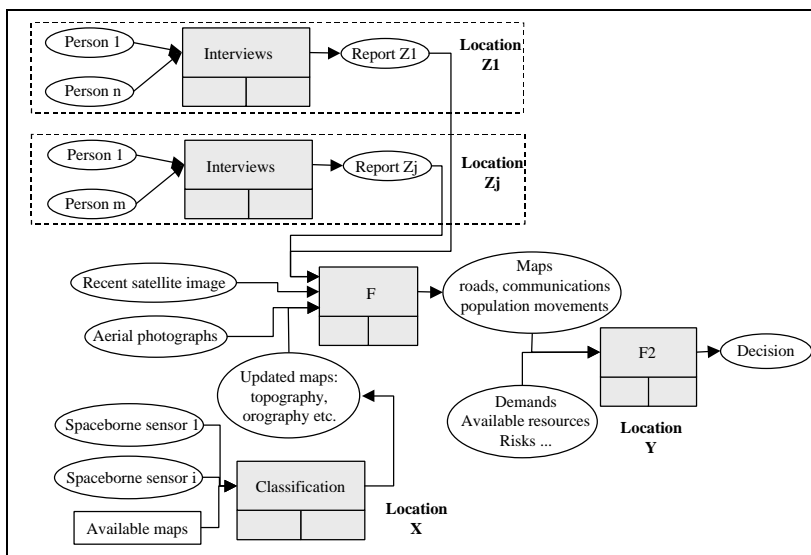 Person 1
Person n
Interviews
Report Z1
Location
Z1
Person 1
Person m
Interviews
Report Zj
Location
Zj
Recent satellite image
Aerial photographs
F
Maps
roads, communications
population movements
Updated maps:
topography,
orography etc.
F2
Decision
Demands
Available resources
Risks ...
Location
Y
Spaceborne sensor 1
Spaceborne sensor i
Available maps
Classification
Location
X